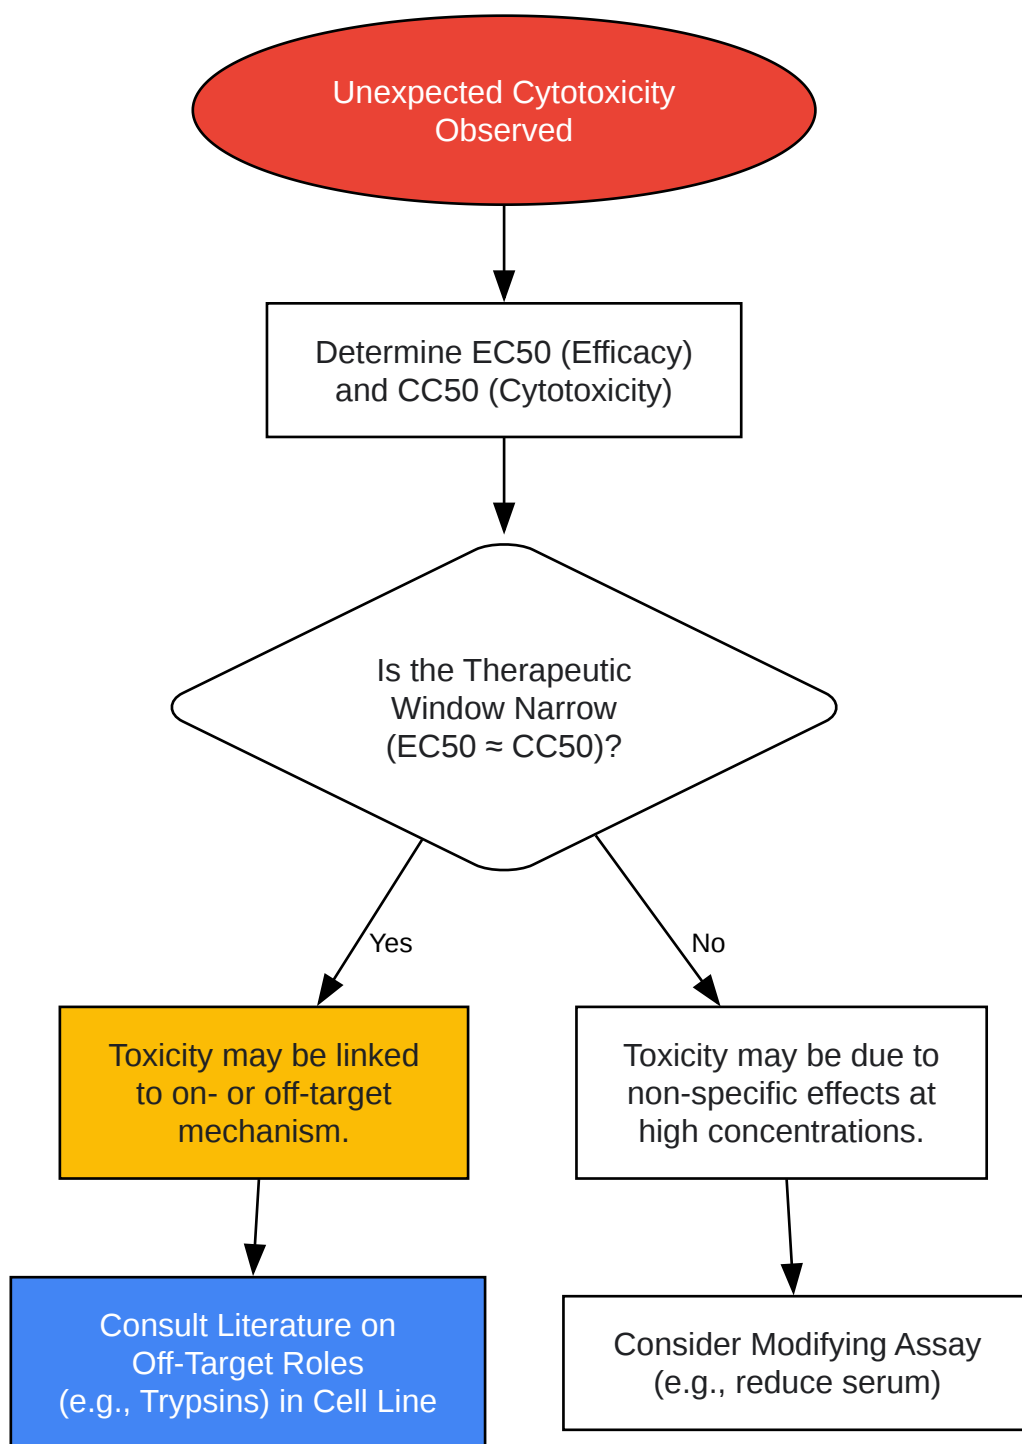 Unexpected Cytotoxicity
Observed
Determine EC50 (Efficacy)
and CC50 (Cytotoxicity)
Is the Therapeutic
Window Narrow
(EC50 ≈ CC50)?
Yes
No
Toxicity may be linked
to on- or off-target
mechanism.
Toxicity may be due to
non-specific effects at
high concentrations.
Consult Literature on
Off-Target Roles
(e.g., Trypsins) in Cell Line
Consider Modifying Assay
(e.g., reduce serum)